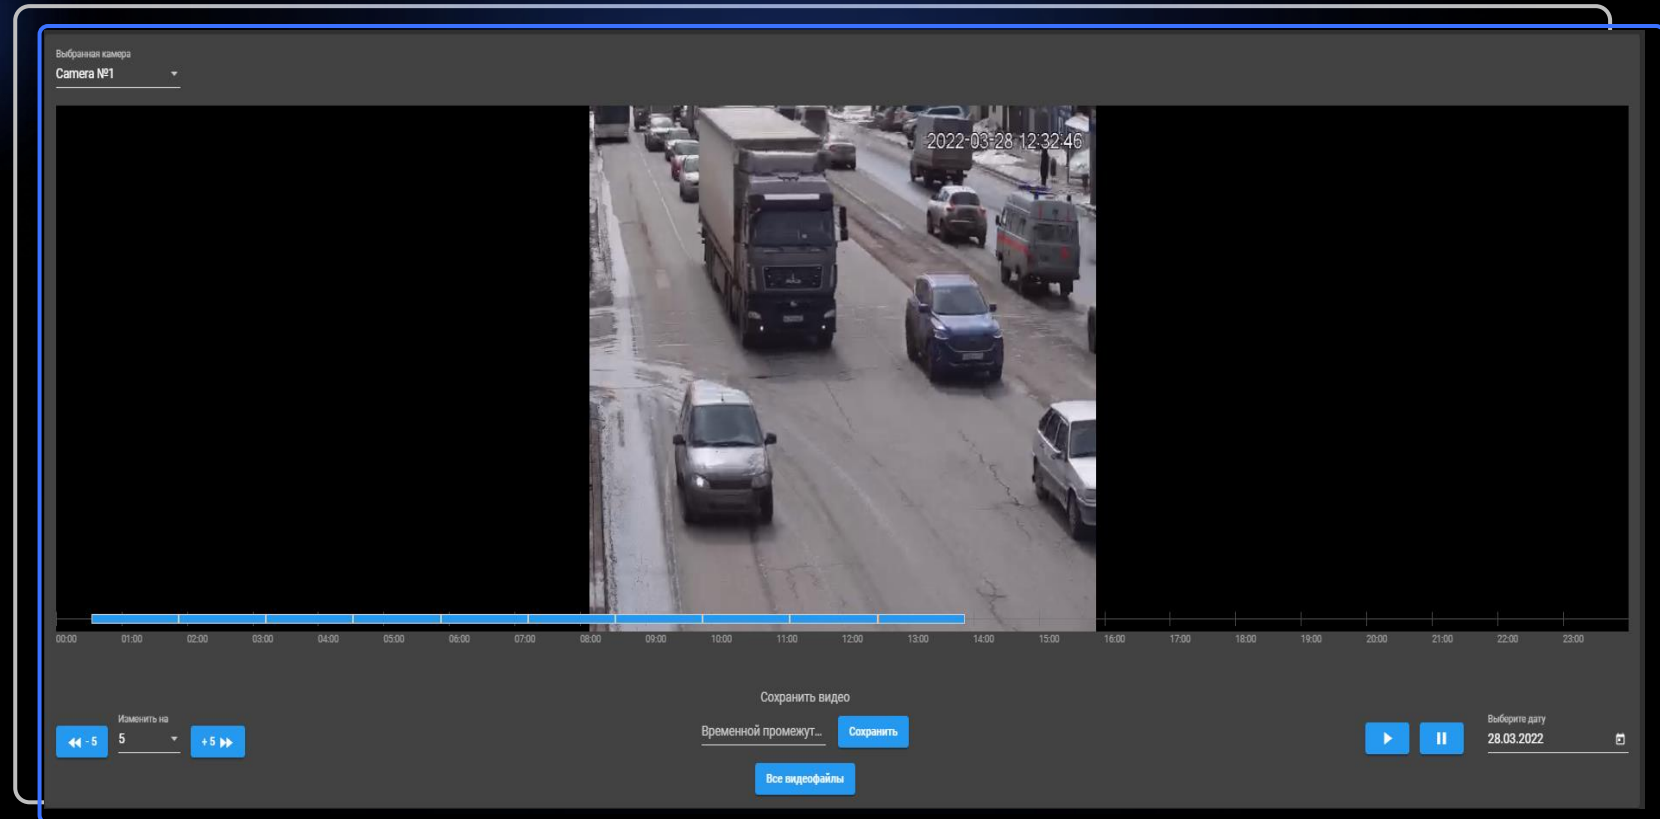 Выбранная камера
Camera №1
2022-03-28 12:32:46
00:00 01:00 02:00 03:00 04:00 05:00 06:00 07:00 08:00 09:00 10:00 11:00 12:00 13:00 14:00 15:00 16:00 17:00 18:00 19:00 20:00 21:00 22:00 23:00
Сохранить видео
Изменить на
Выберите дату
- 5 5 + 5 Временной промежут... Сохранить 28.03.2022
Все видеофайлы